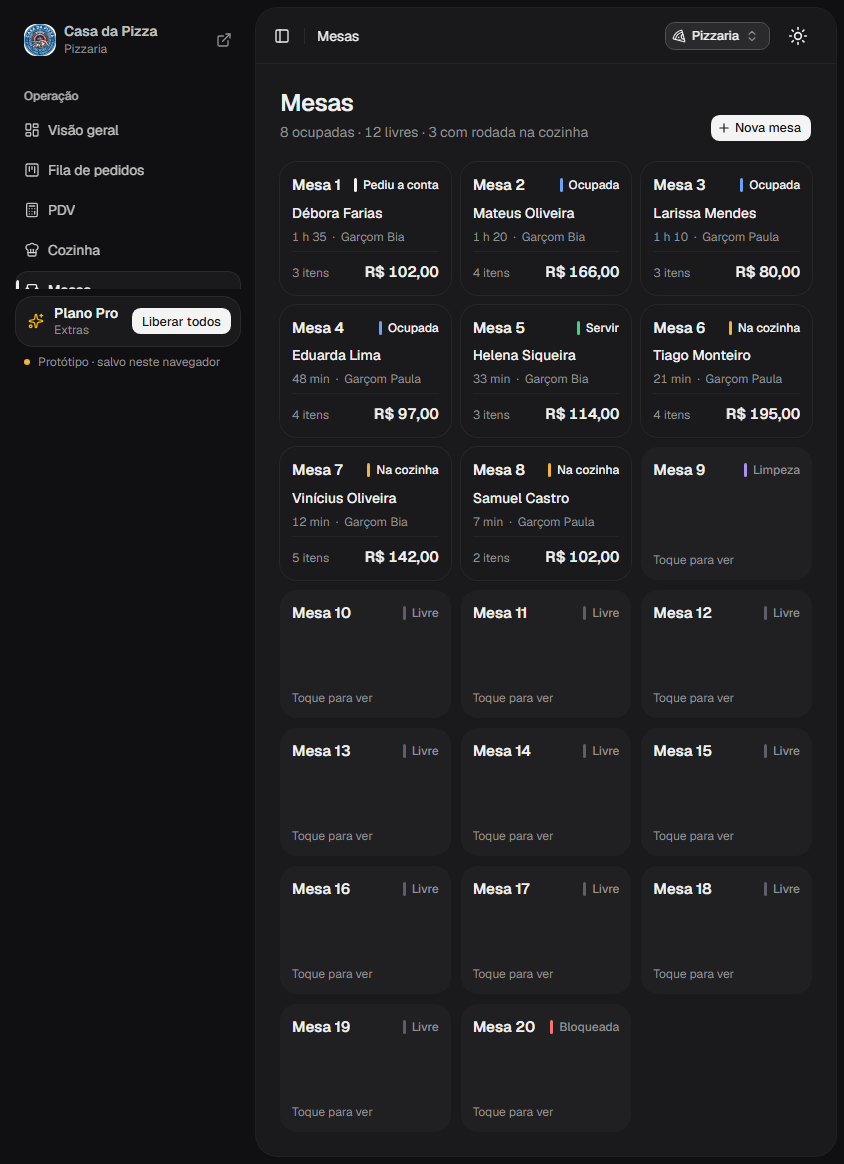 Casa da Pizza
Pizzaria
Operação
Visão geral
Fila de pedidos
PDV
Cozinha
Mesas
Plano Pro
Extras
Liberar todos
Protótipo · salvo neste navegador
Mesas
Pizzaria
Mesas
8 ocupadas · 12 livres · 3 com rodada na cozinha
+ Nova mesa
Mesa 1 Pediu a conta
Débora Farias
1 h 35 · Garçom Bia
3 itens R$ 102,00
Mesa 2 Ocupada
Mateus Oliveira
1 h 20 · Garçom Bia
4 itens R$ 166,00
Mesa 3 Ocupada
Larissa Mendes
1 h 10 · Garçom Paula
3 itens R$ 80,00
Mesa 4 Ocupada
Eduarda Lima
48 min · Garçom Paula
4 itens R$ 97,00
Mesa 5 Servir
Helena Siqueira
33 min · Garçom Bia
3 itens R$ 114,00
Mesa 6 Na cozinha
Tiago Monteiro
21 min · Garçom Paula
4 itens R$ 195,00
Mesa 7 Na cozinha
Vinícius Oliveira
12 min · Garçom Bia
5 itens R$ 142,00
Mesa 8 Na cozinha
Samuel Castro
7 min · Garçom Paula
2 itens R$ 102,00
Mesa 9 Limpeza
Toque para ver
Mesa 10 Livre
Toque para ver
Mesa 11 Livre
Toque para ver
Mesa 12 Livre
Toque para ver
Mesa 13 Livre
Toque para ver
Mesa 14 Livre
Toque para ver
Mesa 15 Livre
Toque para ver
Mesa 16 Livre
Toque para ver
Mesa 17 Livre
Toque para ver
Mesa 18 Livre
Toque para ver
Mesa 19 Livre
Toque para ver
Mesa 20 Bloqueada
Toque para ver